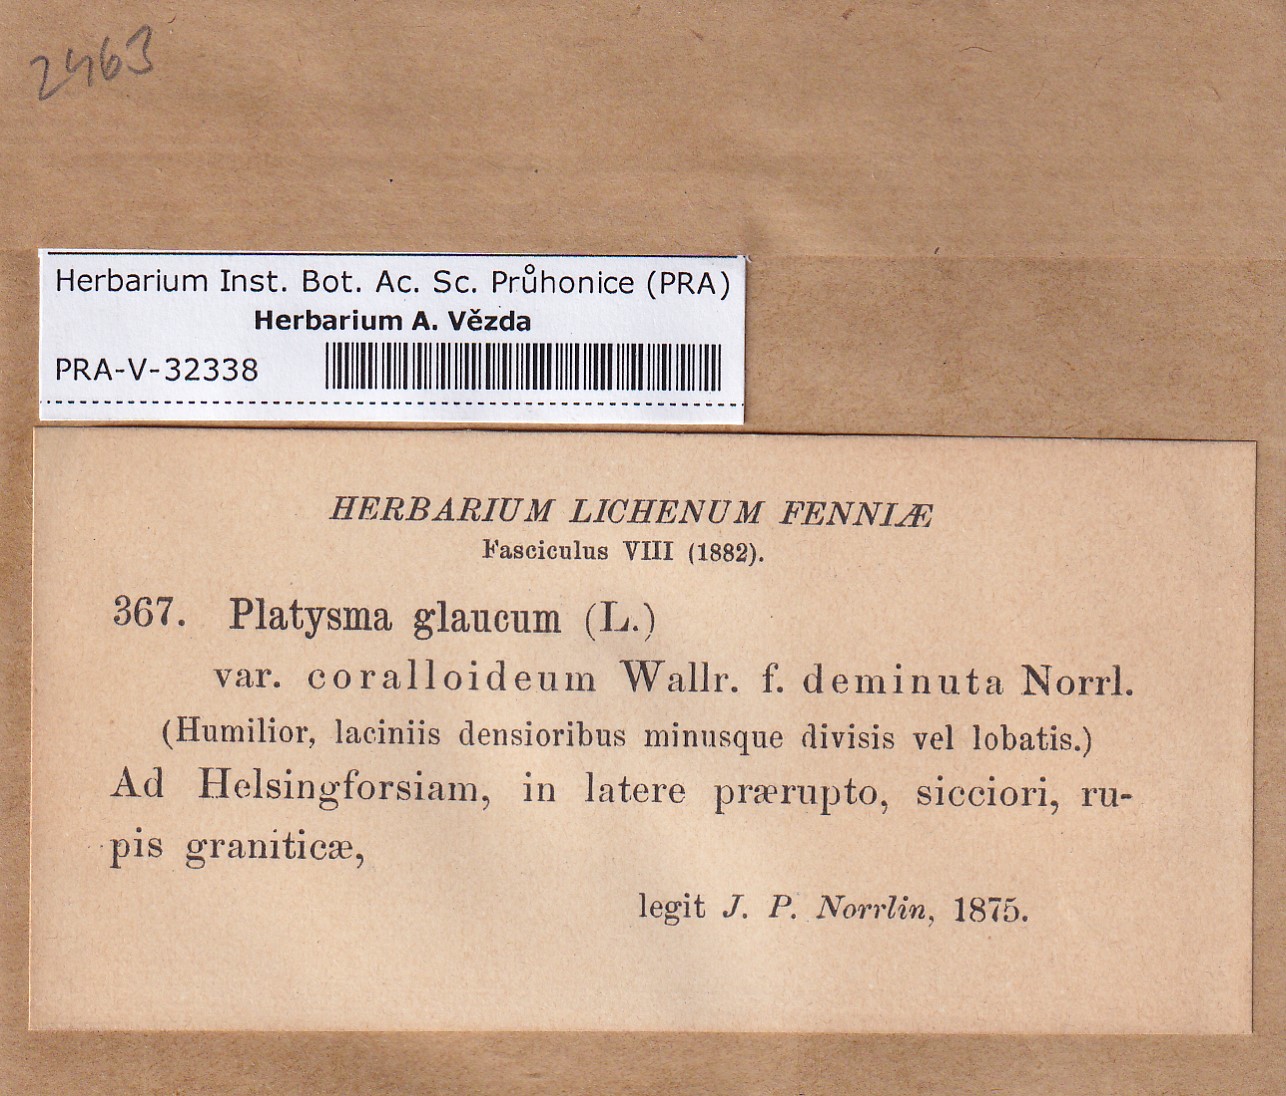 2463
Herbarium Inst. Bot. Ac. Sc. Průhonice (PRA)
Herbarium A. Vězda
PRA-V-32338
HERBARIUM LICHENUM FENNIÆ
Fasciculus VIII (1882).
367. Platysma glaucum (L.)
var. coralloideum Wallr. f. deminuta Norrl.
(Humilior, laciniis densioribus minusque divisis vel lobatis.)
Ad Helsingforsiam, in latere prærupto, sicciori, ru-
pis graniticæ,
legit J. P. Norrlin, 1875.